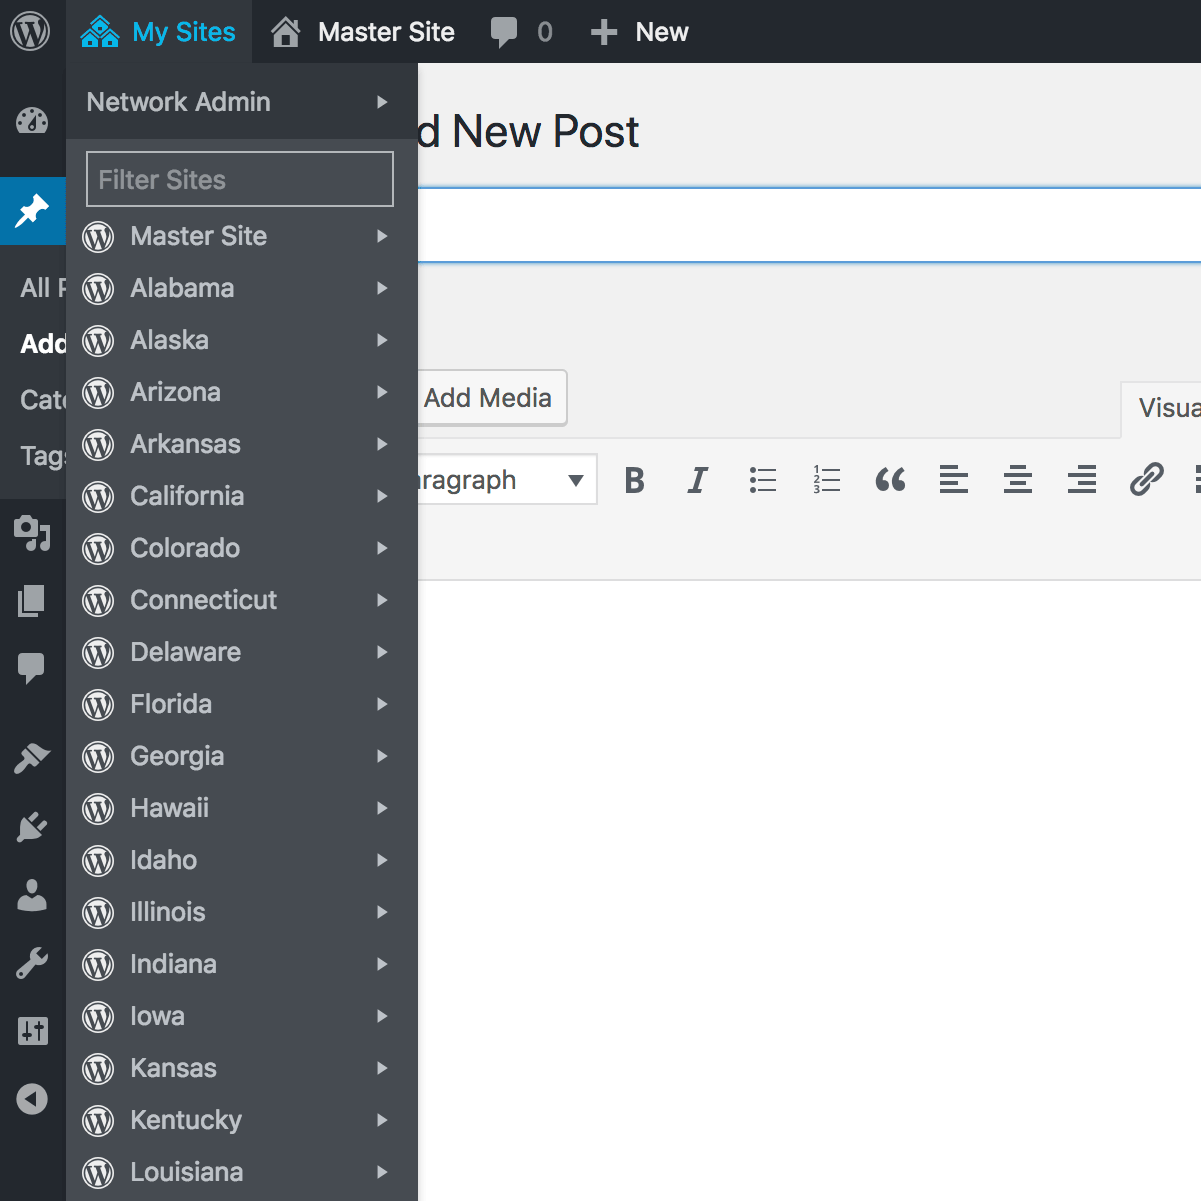 My Sites Master Site 0 New
Network Admin
d New Post
Filter Sites
Master Site
Alabama
All P
Alaska
Add
Arizona
Add Media
Cate
Visua
Arkansas
Tags
California
ragraph
B I
Colorado
Connecticut
Delaware
Florida
Georgia
Hawaii
Idaho
Illinois
Indiana
Iowa
Kansas
Kentucky
Louisiana